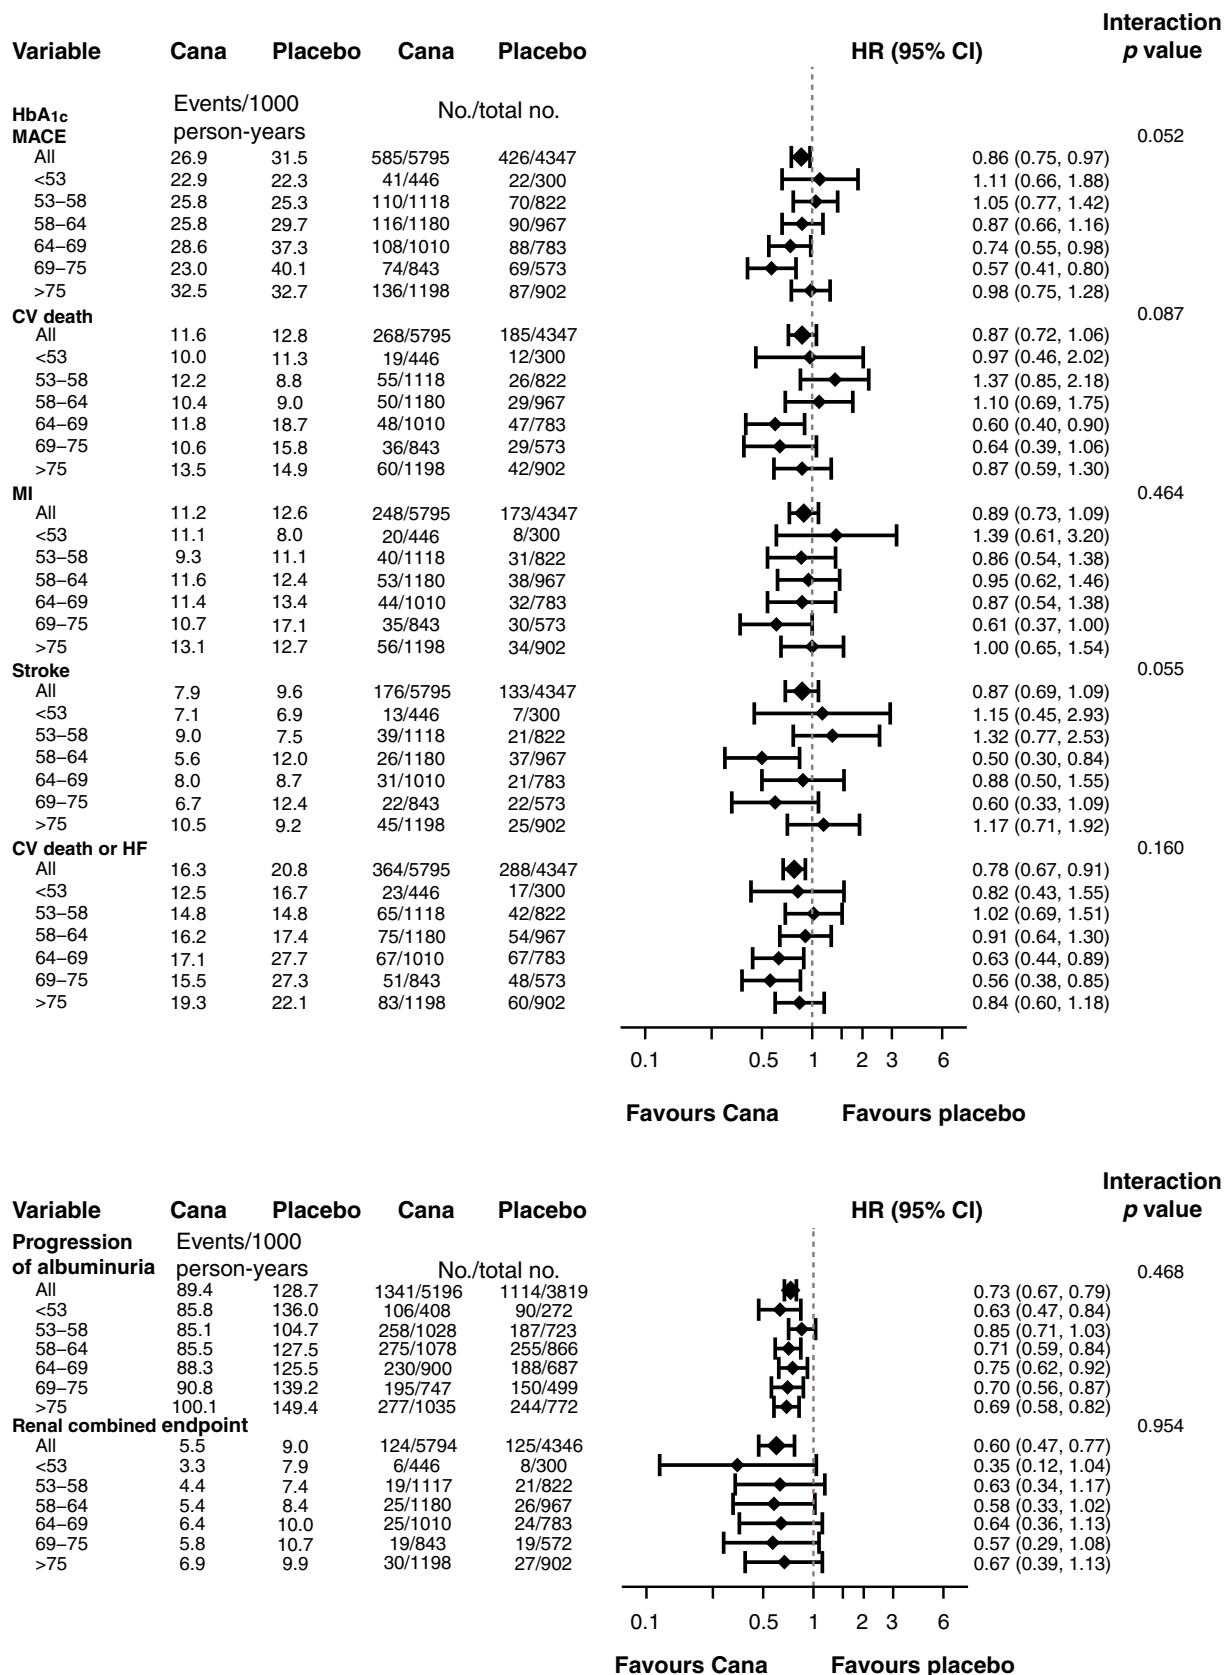 Interaction
Variable Cana Placebo Cana Placebo HR (95% CI) p value
Events/1000 No./total no.
HbA1c person-years
MACE 0.052
All 26.9 31.5 585/5795 426/4347 0.86 (0.75, 0.97)
<53 22.9 22.3 41/446 22/300 1.11 (0.66, 1.88)
53–58 25.8 25.3 110/1118 70/822 1.05 (0.77, 1.42)
58–64 25.8 29.7 116/1180 90/967 0.87 (0.66, 1.16)
64–69 28.6 37.3 108/1010 88/783 0.74 (0.55, 0.98)
69–75 23.0 40.1 74/843 69/573 0.57 (0.41, 0.80)
>75 32.5 32.7 136/1198 87/902 0.98 (0.75, 1.28)
CV death 0.087
All 11.6 12.8 268/5795 185/4347 0.87 (0.72, 1.06)
<53 10.0 11.3 19/446 12/300 0.97 (0.46, 2.02)
53–58 12.2 8.8 55/1118 26/822 1.37 (0.85, 2.18)
58–64 10.4 9.0 50/1180 29/967 1.10 (0.69, 1.75)
64–69 11.8 18.7 48/1010 47/783 0.60 (0.40, 0.90)
69–75 10.6 15.8 36/843 29/573 0.64 (0.39, 1.06)
>75 13.5 14.9 60/1198 42/902 0.87 (0.59, 1.30)
MI 0.464
All 11.2 12.6 248/5795 173/4347 0.89 (0.73, 1.09)
<53 11.1 8.0 20/446 8/300 1.39 (0.61, 3.20)
53–58 9.3 11.1 40/1118 31/822 0.86 (0.54, 1.38)
58–64 11.6 12.4 53/1180 38/967 0.95 (0.62, 1.46)
64–69 11.4 13.4 44/1010 32/783 0.87 (0.54, 1.38)
69–75 10.7 17.1 35/843 30/573 0.61 (0.37, 1.00)
>75 13.1 12.7 56/1198 34/902 1.00 (0.65, 1.54)
Stroke 0.055
All 7.9 9.6 176/5795 133/4347 0.87 (0.69, 1.09)
<53 7.1 6.9 13/446 7/300 1.15 (0.45, 2.93)
53–58 9.0 7.5 39/1118 21/822 1.32 (0.77, 2.53)
58–64 5.6 12.0 26/1180 37/967 0.50 (0.30, 0.84)
64–69 8.0 8.7 31/1010 21/783 0.88 (0.50, 1.55)
69–75 6.7 12.4 22/843 22/573 0.60 (0.33, 1.09)
>75 10.5 9.2 45/1198 25/902 1.17 (0.71, 1.92)
CV death or HF 0.160
All 16.3 20.8 364/5795 288/4347 0.78 (0.67, 0.91)
<53 12.5 16.7 23/446 17/300 0.82 (0.43, 1.55)
53–58 14.8 14.8 65/1118 42/822 1.02 (0.69, 1.51)
58–64 16.2 17.4 75/1180 54/967 0.91 (0.64, 1.30)
64–69 17.1 27.7 67/1010 67/783 0.63 (0.44, 0.89)
69–75 15.5 27.3 51/843 48/573 0.56 (0.38, 0.85)
>75 19.3 22.1 83/1198 60/902 0.84 (0.60, 1.18)
0.1 0.5 1 2 3 6
Favours Cana Favours placebo
Interaction
Variable Cana Placebo Cana Placebo HR (95% CI) p value
Progression Events/1000
of albuminuria person-years No./total no. 0.468
All 89.4 128.7 1341/5196 1114/3819 0.73 (0.67, 0.79)
<53 85.8 136.0 106/408 90/272 0.63 (0.47, 0.84)
53–58 85.1 104.7 258/1028 187/723 0.85 (0.71, 1.03)
58–64 85.5 127.5 275/1078 255/866 0.71 (0.59, 0.84)
64–69 88.3 125.5 230/900 188/687 0.75 (0.62, 0.92)
69–75 90.8 139.2 195/747 150/499 0.70 (0.56, 0.87)
>75 100.1 149.4 277/1035 244/772 0.69 (0.58, 0.82)
Renal combined endpoint 0.954
All 5.5 9.0 124/5794 125/4346 0.60 (0.47, 0.77)
<53 3.3 7.9 6/446 8/300 0.35 (0.12, 1.04)
53–58 4.4 7.4 19/1117 21/822 0.63 (0.34, 1.17)
58–64 5.4 8.4 25/1180 26/967 0.58 (0.33, 1.02)
64–69 6.4 10.0 25/1010 24/783 0.64 (0.36, 1.13)
69–75 5.8 10.7 19/843 19/572 0.57 (0.29, 1.08)
>75 6.9 9.9 30/1198 27/902 0.67 (0.39, 1.13)
0.1 0.5 1 2 3 6
Favours Cana Favours placebo